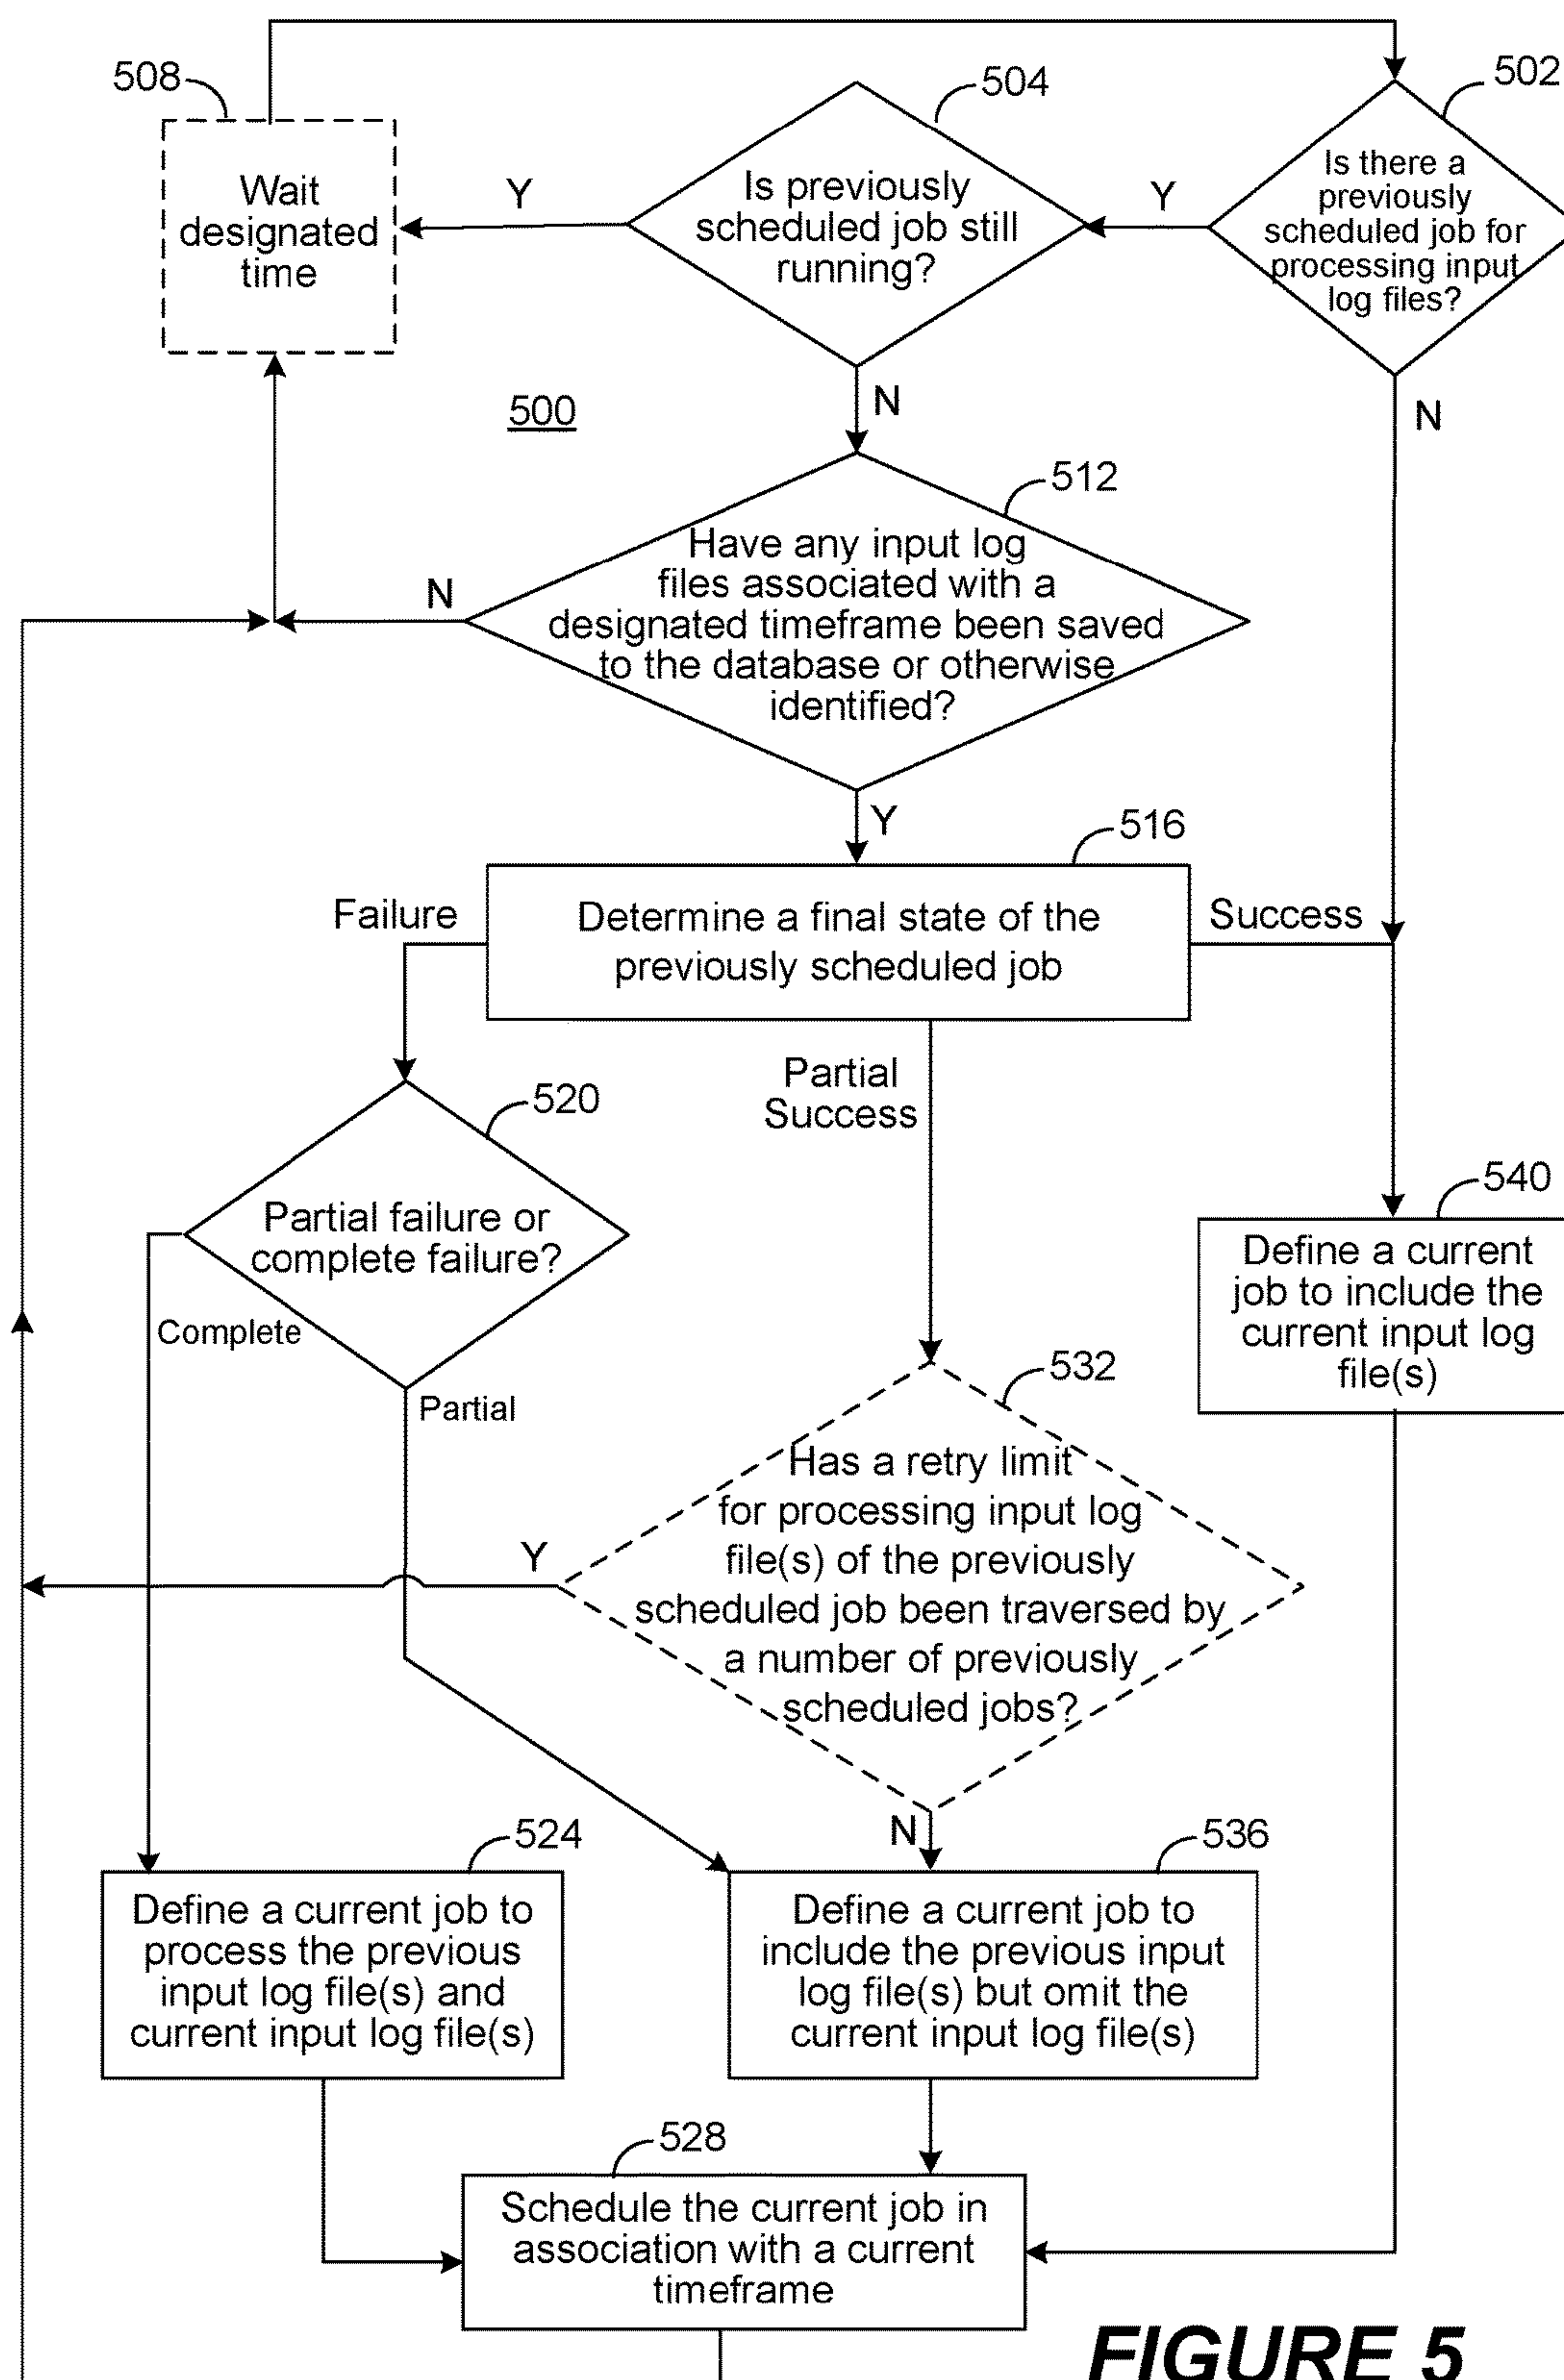 508
504
502
Wait
designated
time
Y
Is previously
scheduled job still
running?
Y
Is there a
previously
scheduled job for
processing input
log files?
N
N
500
512
Have any input log
files associated with a
designated timeframe been saved
to the database or otherwise
identified?
N
Y
516
Failure
Determine a final state of the
previously scheduled job
Success
Partial
Success
520
Partial failure or
complete failure?
Complete
Partial
540
Define a current
job to include the
current input log
file(s)
532
Has a retry limit
for processing input log
file(s) of the previously
scheduled job been traversed by
a number of previously
scheduled jobs?
Y
N
524
Define a current job to
process the previous
input log file(s) and
current input log file(s)
536
Define a current job to
include the previous input
log file(s) but omit the
current input log file(s)
528
Schedule the current job in
association with a current
timeframe
FIGURE 5